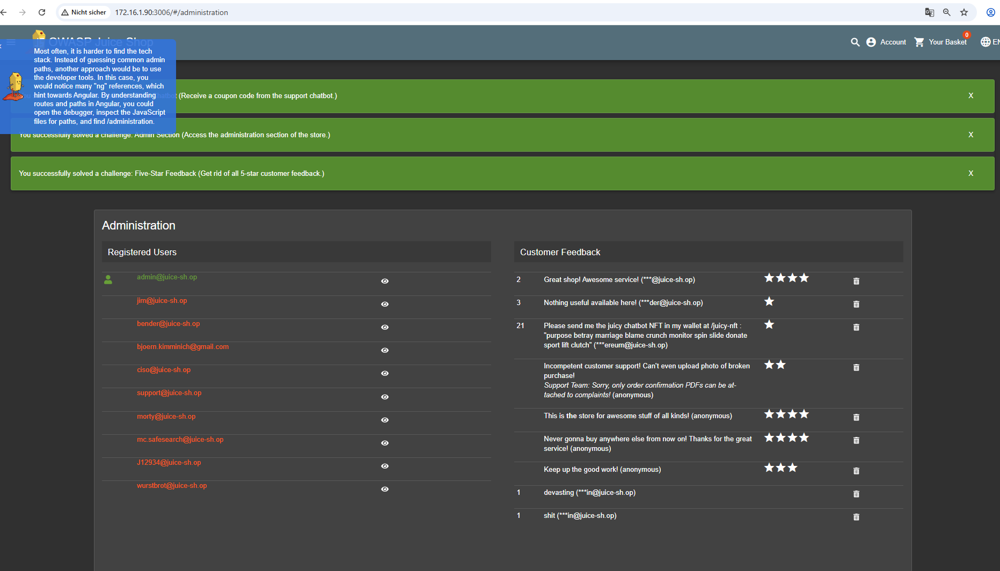 Nicht sicher
172.16.1.90:3006/#/administration
OWASP Juice Shop
Account
Your Basket
0
EN
Most often, it is harder to find the tech
stack. Instead of guessing common admin
paths, another approach would be to use
the developer tools. In this case, you
would notice many "ng" references, which
hint towards Angular. By understanding
routes and paths in Angular, you could
open the debugger, inspect the JavaScript
files for paths, and find /administration.
(Receive a coupon code from the support chatbot.)
X
You successfully solved a challenge: Admin Section (Access the administration section of the store.)
X
You successfully solved a challenge: Five-Star Feedback (Get rid of all 5-star customer feedback.)
X
Administration
Registered Users
admin@juice-sh.op
jim@juice-sh.op
bender@juice-sh.op
bjoern.kimminich@gmail.com
ciso@juice-sh.op
support@juice-sh.op
morty@juice-sh.op
mc.safesearch@juice-sh.op
J12934@juice-sh.op
wurstbrot@juice-sh.op
Customer Feedback
2 Great shop! Awesome service! (***@juice-sh.op)
3 Nothing useful available here! (***der@juice-sh.op)
21 Please send me the juicy chatbot NFT in my wallet at /juicy-nft :
"purpose betray marriage blame crunch monitor spin slide donate
sport lift clutch" (***ereum@juice-sh.op)
Incompetent customer support! Can't even upload photo of broken
purchase!
Support Team: Sorry, only order confirmation PDFs can be at-
tached to complaints! (anonymous)
This is the store for awesome stuff of all kinds! (anonymous)
Never gonna buy anywhere else from now on! Thanks for the great
service! (anonymous)
Keep up the good work! (anonymous)
1 devasting (***in@juice-sh.op)
1 shit (***in@juice-sh.op)